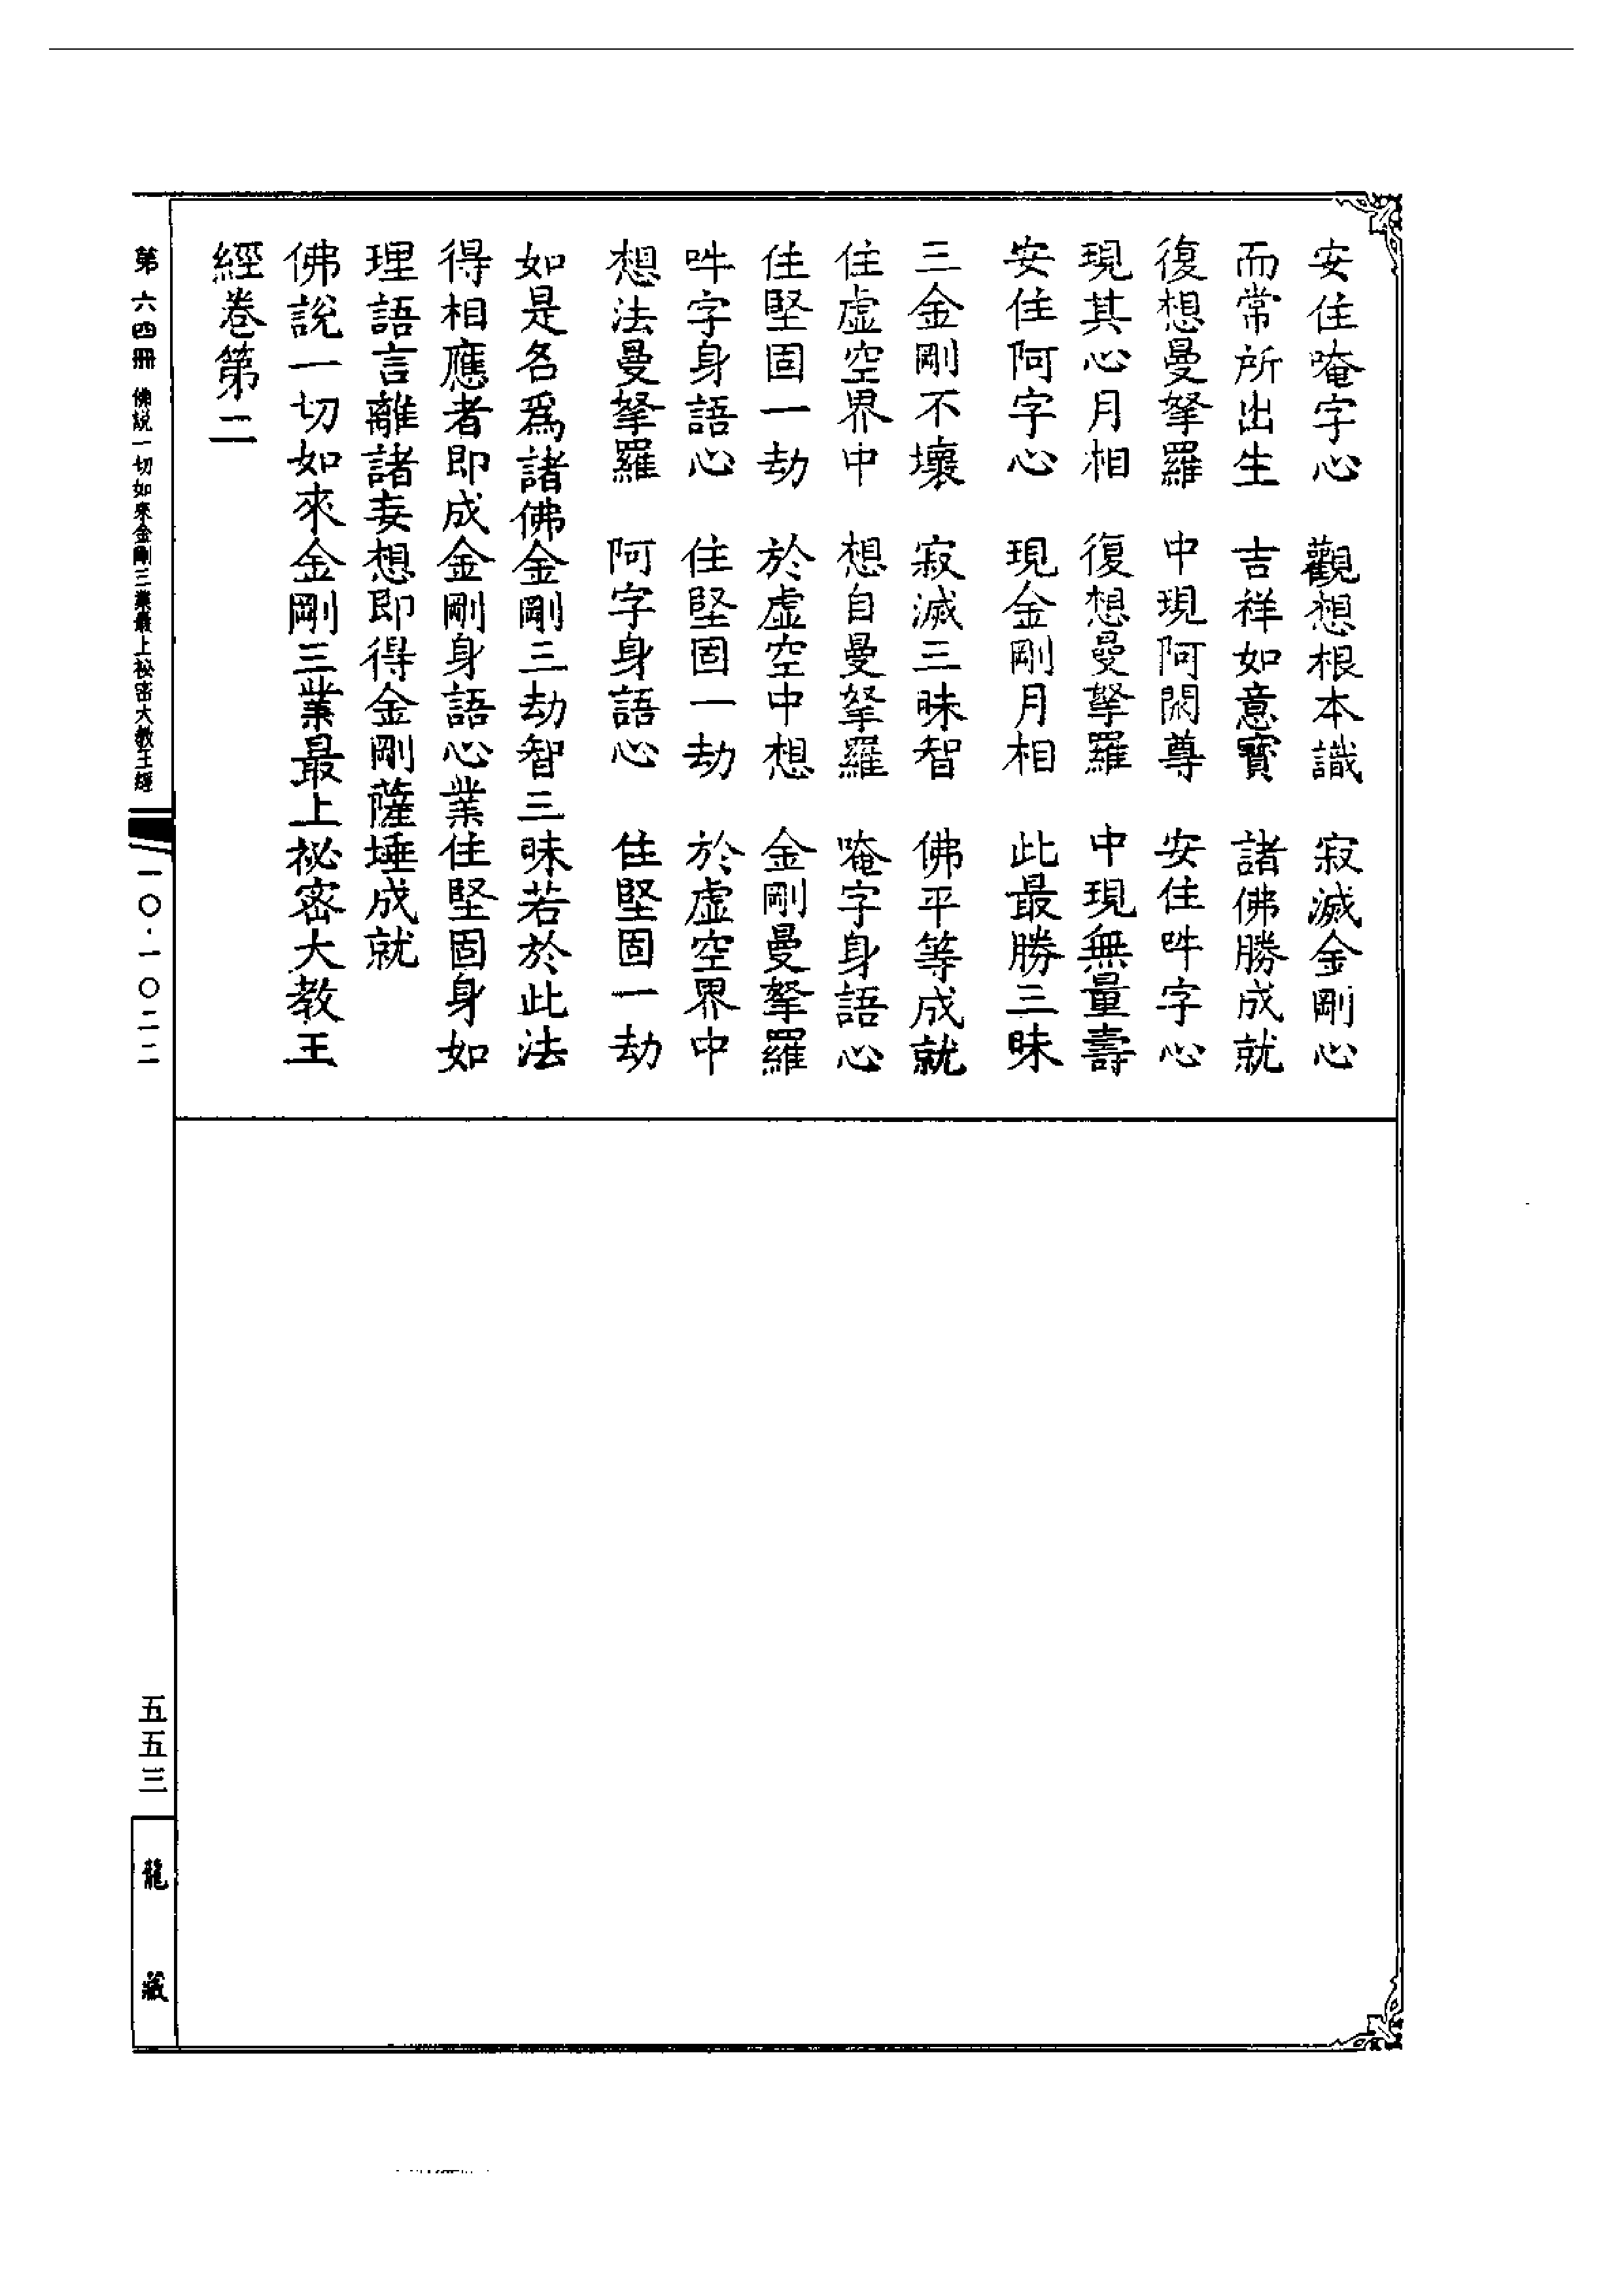 安住唵字心　觀想根本識　寂滅金剛心
而常所出生　吉祥如意寶　諸佛勝成就
復想曼拏羅　中現阿閦尊　安住吽字心
現其心月相　復想曼拏羅　中現無量壽
安住阿字心　現金剛月相　此最勝三昧
三金剛不壞　寂滅三昧智　佛平等成就
住虛空界中　想自曼拏羅　唵字身語心
住堅固一劫　於虛空中想　金剛曼拏羅
吽字身語心　住堅固一劫　於虛空界中
想法曼拏羅　阿字身語心　住堅固一劫
如是名為諸佛金剛三劫智三昧若於此法
得相應者即成金剛身語心業住堅固身如
理語言離諸妄想即得金剛薩埵成就
佛說一切如來金剛三業最上祕密大教王
經卷第二
第六四冊　佛說一切如來金剛三業最上祕密大教王經　一〇·一〇二二
五五三
龍藏